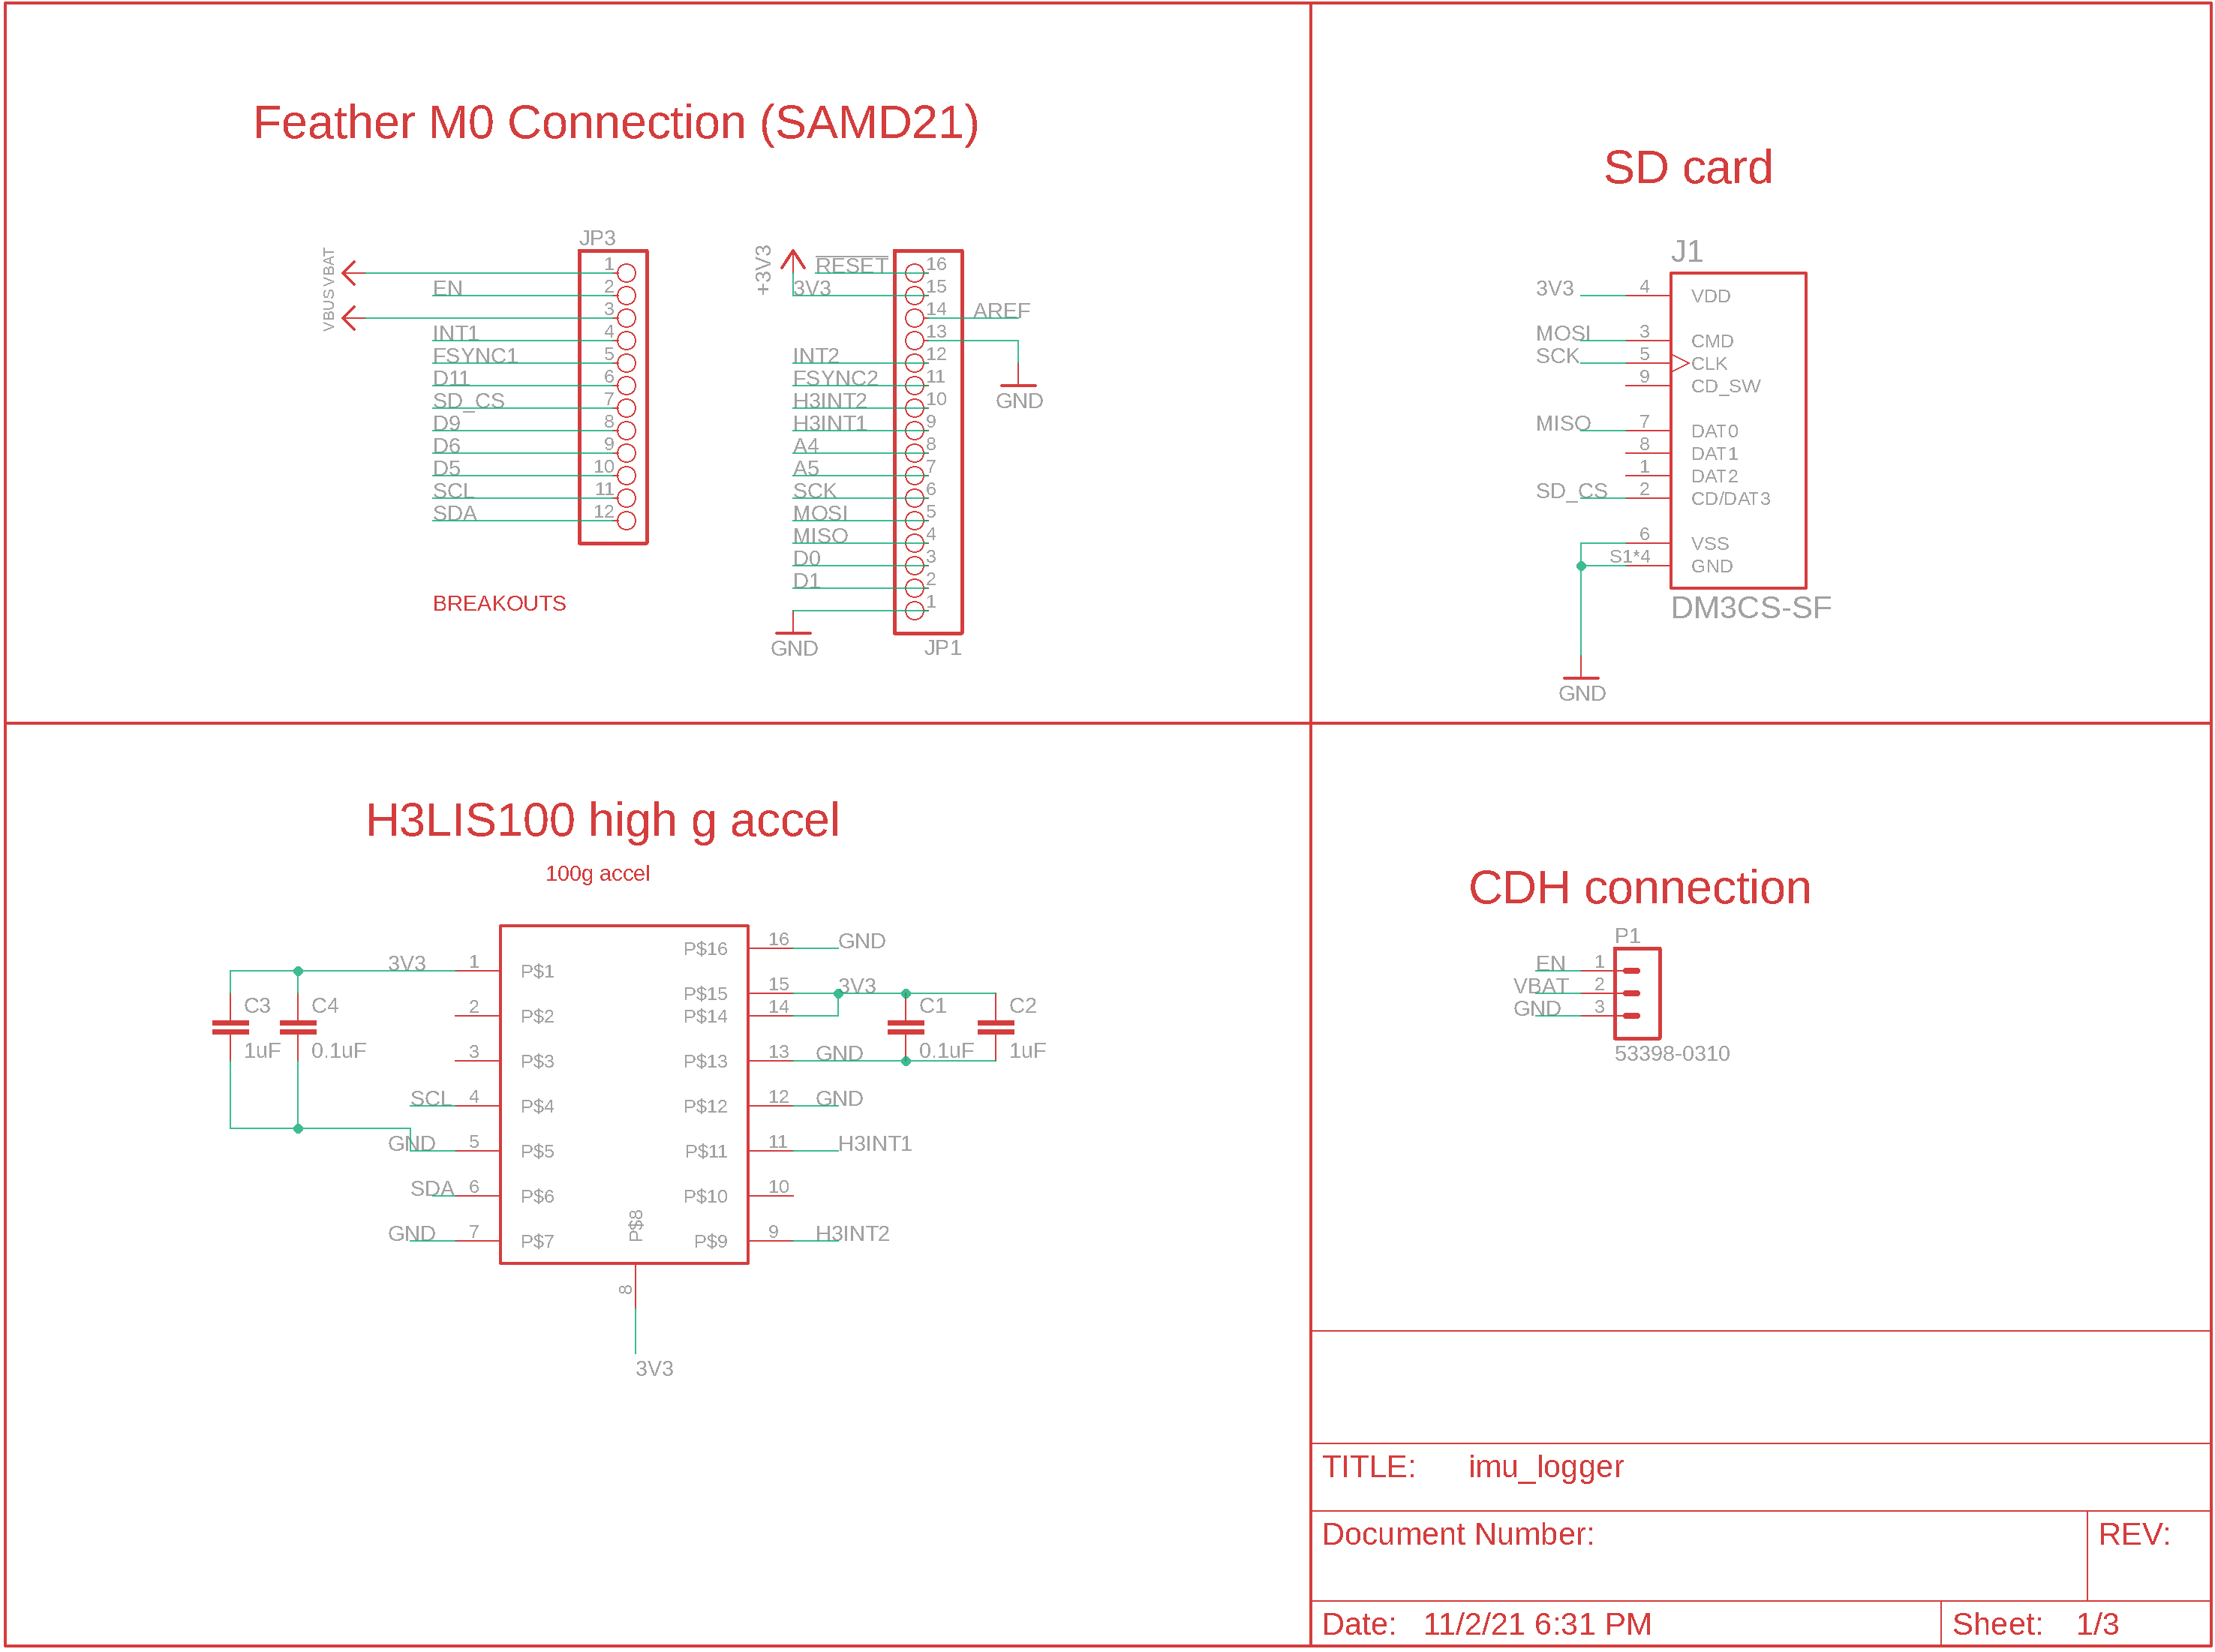 Feather M0 Connection (SAMD21)
JP3
VBAT
VBUS
1
EN 2
3
INT1 4
FSYNC1 5
D11 6
SD_CS 7
D9 8
D6 9
D5 10
SCL 11
SDA 12
BREAKOUTS
+3V3
RESET 16
3V3 15
14 AREF
13
INT2 12
FSYNC2 11
H3INT2 10
H3INT1 9
A4 8
A5 7
SCK 6
MOSI 5
MISO 4
D0 3
D1 2
1
GND
GND
JP1
SD card
J1
3V3 4 VDD
MOSI 3 CMD
SCK 5 CLK
9 CD_SW
MISO 7 DAT0
8 DAT1
1 DAT2
SD_CS 2 CD/DAT3
6 VSS
S1*4 GND
DM3CS-SF
GND
H3LIS100 high g accel
100g accel
3V3 1 P$1
2 P$2
3 P$3
SCL 4 P$4
GND 5 P$5
SDA 6 P$6
GND 7 P$7
C3
1uF
C4
0.1uF
P$16 16 GND
P$15 15 3V3
P$14 14
P$13 13 GND
P$12 12 GND
P$11 11 H3INT1
P$10 10
P$9 9 H3INT2
C1
0.1uF
C2
1uF
P$8
8
3V3
CDH connection
P1
EN 1
VBAT 2
GND 3
53398-0310
TITLE: imu_logger
Document Number:
REV:
Date: 11/2/21 6:31 PM
Sheet: 1/3